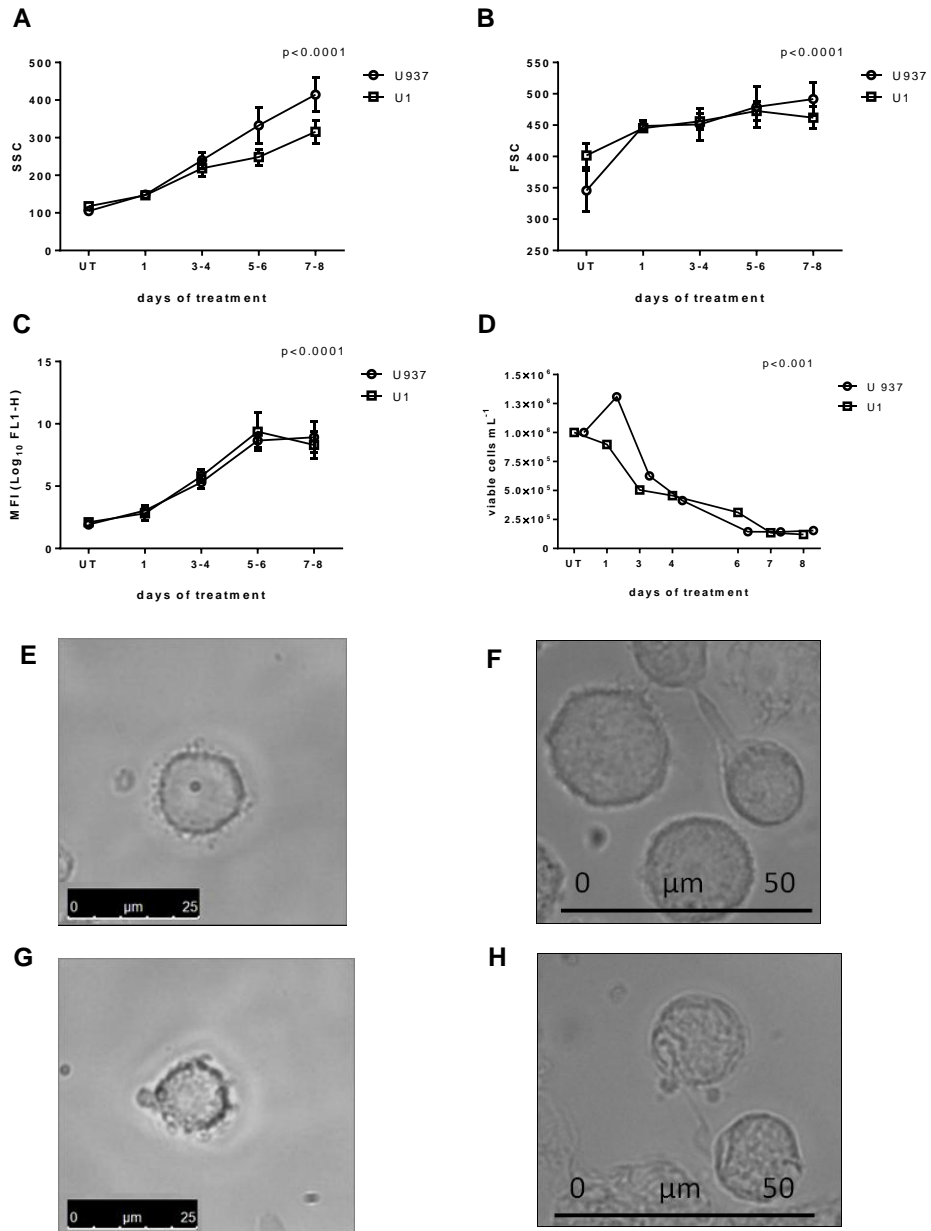 A
p<0.0001
500
400
300
200
100
0
SSC
UT 1 3-4 5-6 7-8
days of treatment
U937
U1
B
p<0.0001
550
500
450
400
350
300
250
FSC
UT 1 3-4 5-6 7-8
days of treatment
U937
U1
C
p<0.0001
15
10
5
0
MFI (Log10 FL1-H)
UT 1 3-4 5-6 7-8
days of treatment
U937
U1
D
p<0.001
1.5×10⁶
1.3×10⁶
1.0×10⁶
7.5×10⁵
5.0×10⁵
2.5×10⁵
0
viable cells mL⁻¹
UT 1 3 4 6 7 8
days of treatment
U 937
U1
E
0 µm 25
F
0 µm 50
G
0 µm 25
H
0 µm 50